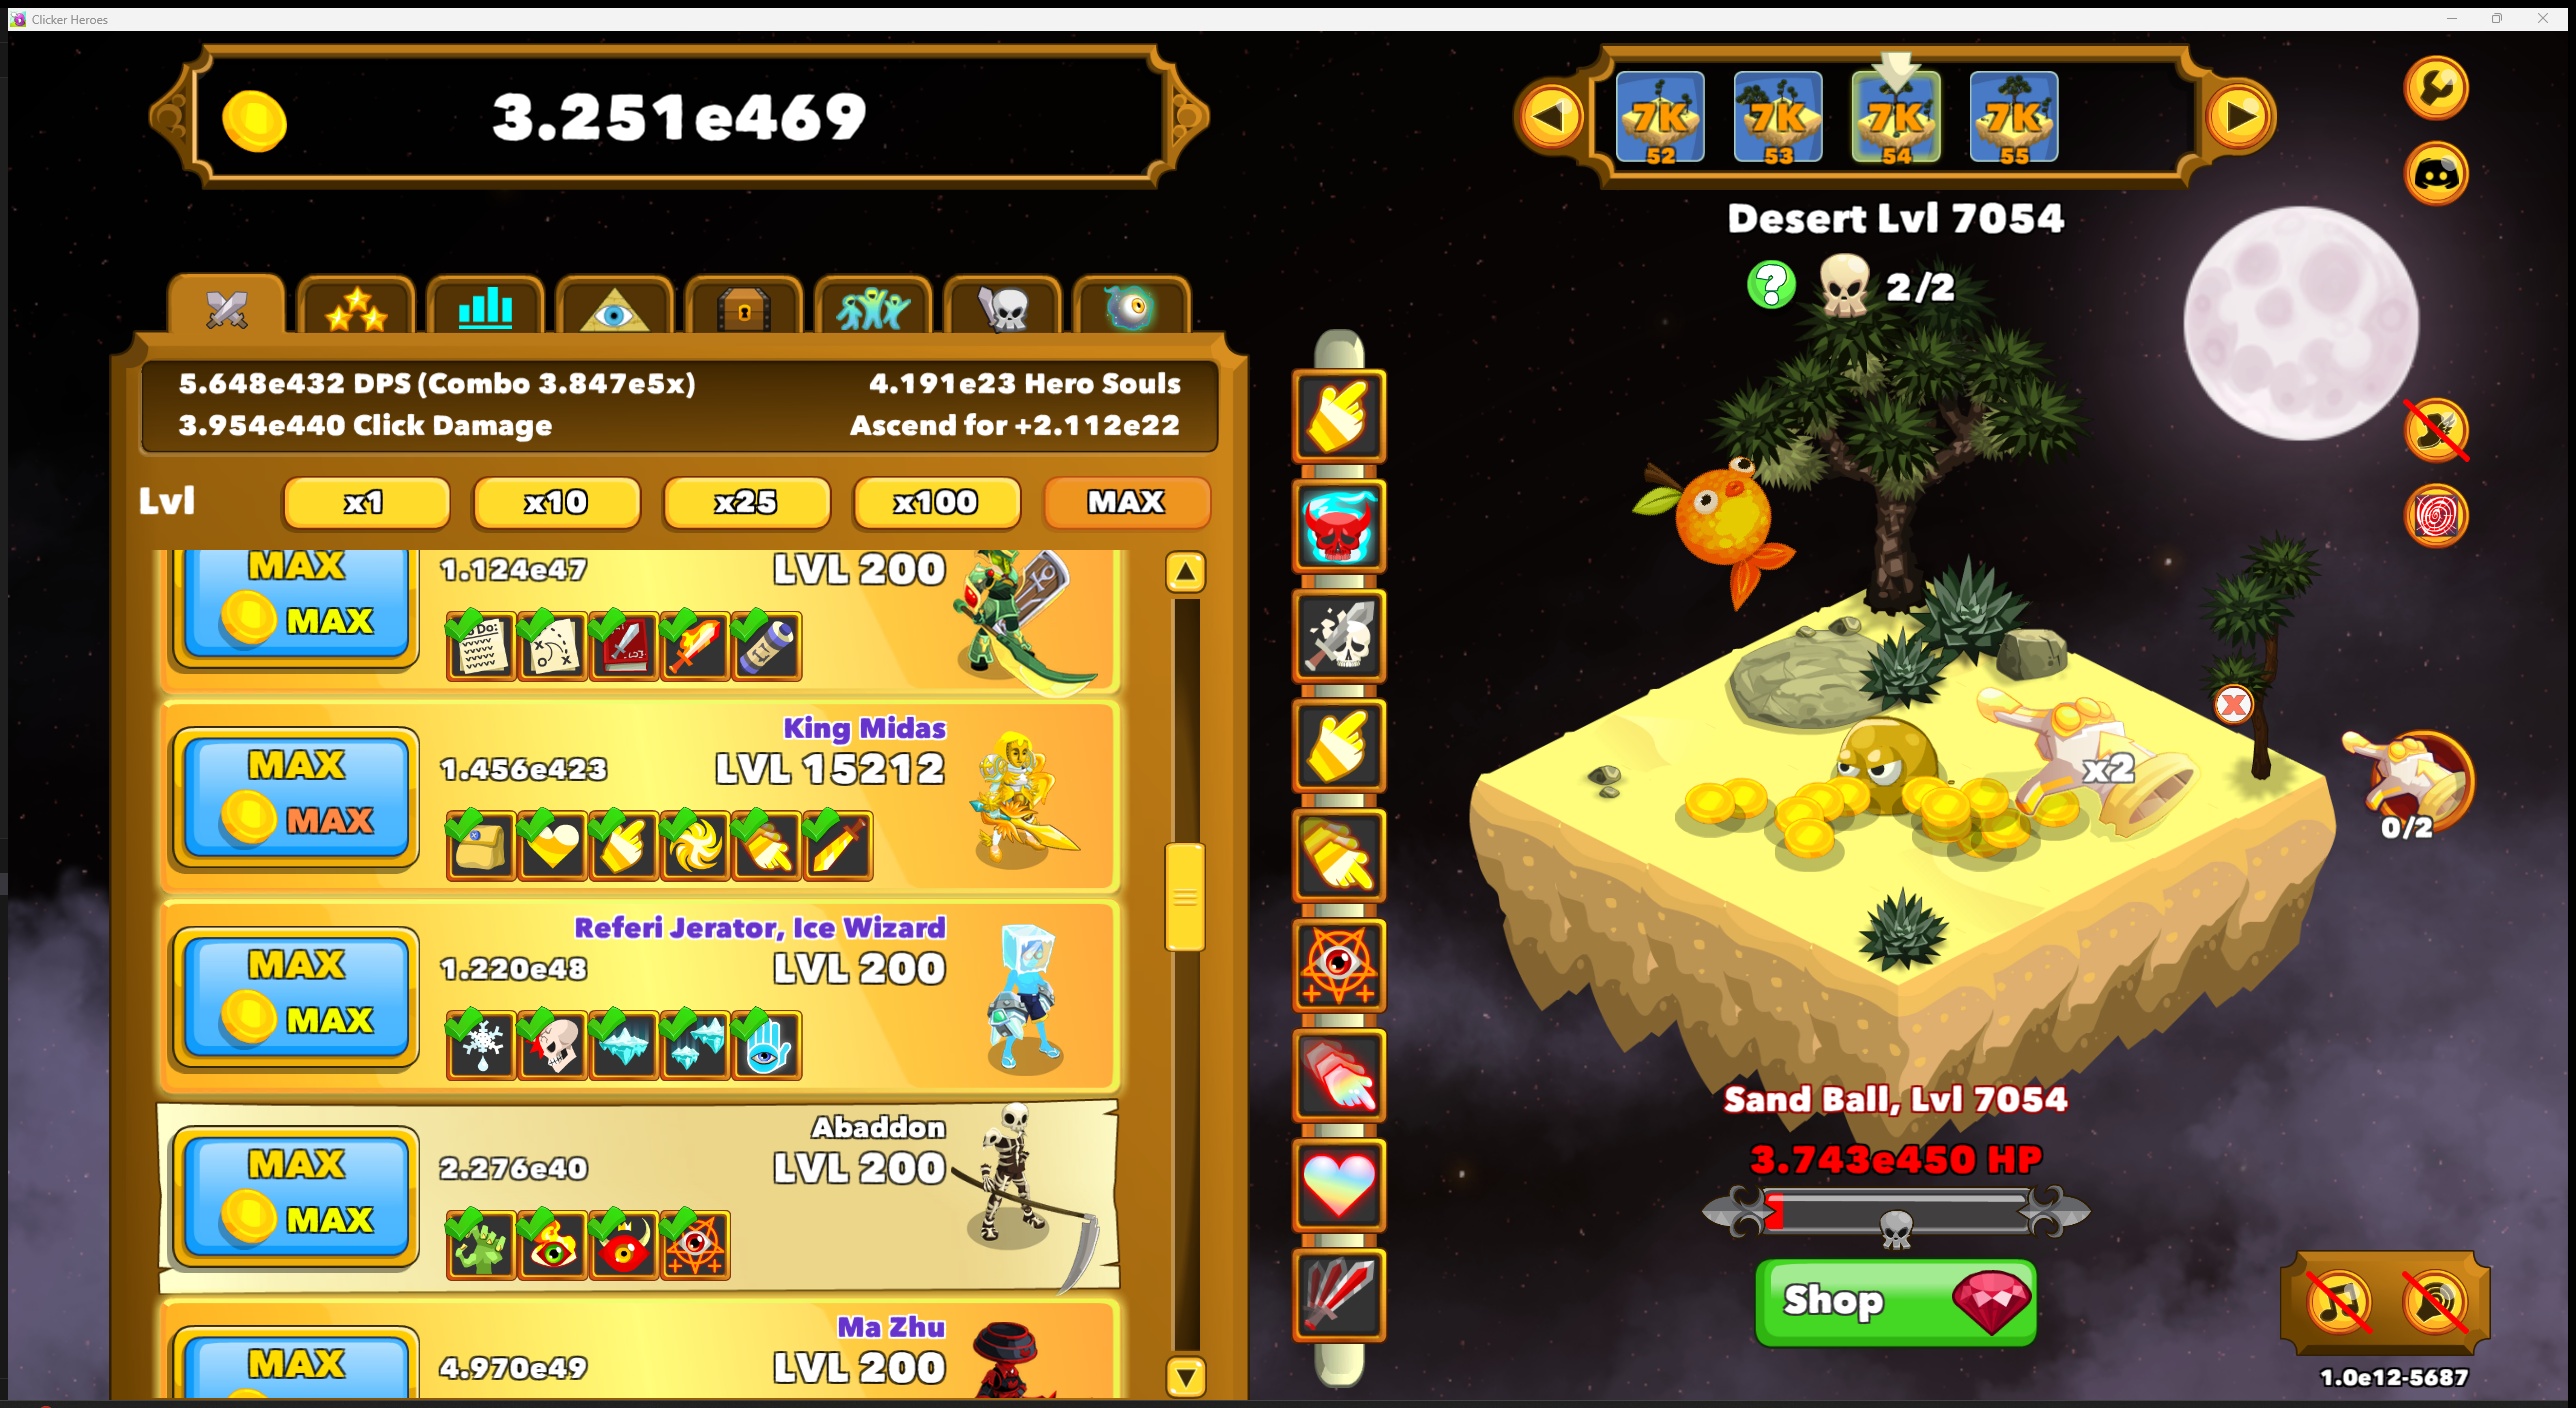 Clicker Heroes
3.251e469
7K
52
7K
53
7K
54
7K
55
Desert Lvl 7054
2/2
5.648e432 DPS (Combo 3.847e5x)
4.191e23 Hero Souls
3.954e440 Click Damage
Ascend for +2.112e22
Lvl
x1
x10
x25
x100
MAX
MAX
MAX
1.124e47
LVL 200
Do:
MAX
MAX
King Midas
1.456e423
LVL 15212
MAX
MAX
Referi Jerator, Ice Wizard
1.220e48
LVL 200
MAX
MAX
Abaddon
2.276e40
LVL 200
MAX
Ma Zhu
4.970e49
LVL 200
x2
0/2
Sand Ball, Lvl 7054
3.743e450 HP
Shop
1.0e12-5687